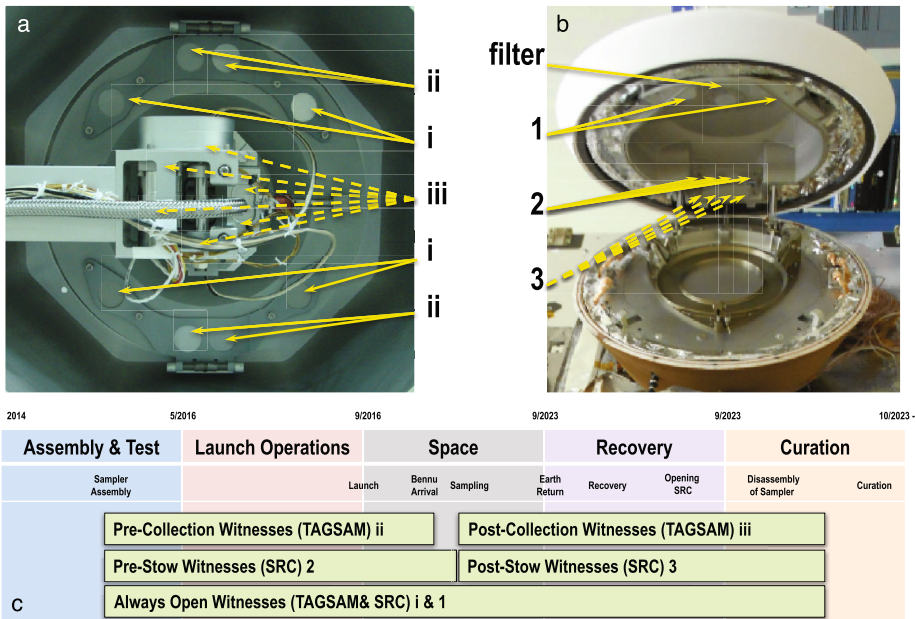 a
ii
i
iii
i
ii
b
filter
1
2
3
2014
5/2016
9/2016
9/2023
9/2023
10/2023 -
Assembly & Test
Launch Operations
Space
Recovery
Curation
Sampler
Assembly
Launch
Bennu
Arrival
Sampling
Earth
Return
Recovery
Opening
SRC
Disassembly
of Sampler
Curation
Pre-Collection Witnesses (TAGSAM) ii
Post-Collection Witnesses (TAGSAM) iii
Pre-Stow Witnesses (SRC) 2
Post-Stow Witnesses (SRC) 3
Always Open Witnesses (TAGSAM& SRC) i & 1
c